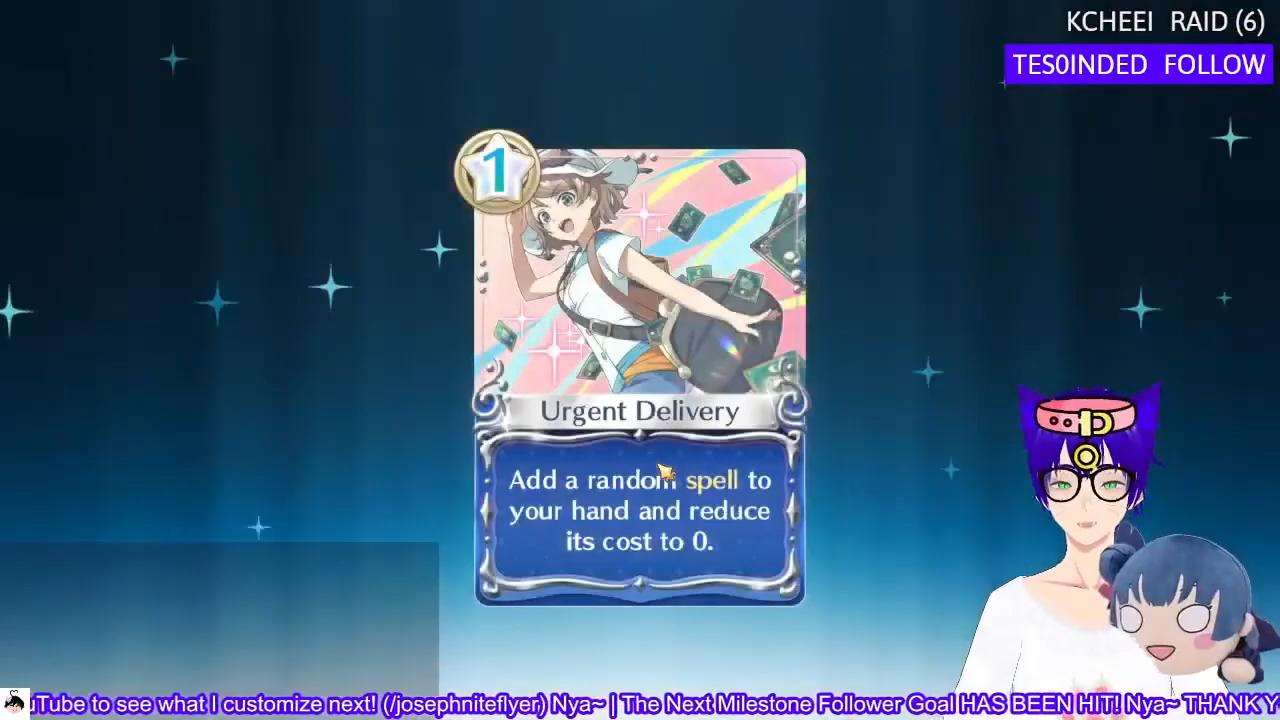 KCHEEI RAID (6)
TES0INDED FOLLOW
1
Urgent Delivery
Add a random spell to
your hand and reduce
its cost to 0.
Tube to see what I customize next! (/josephniteflyer) Nya~ | The Next Milestone Follower Goal HAS BEEN HIT! Nya~ THANK Y